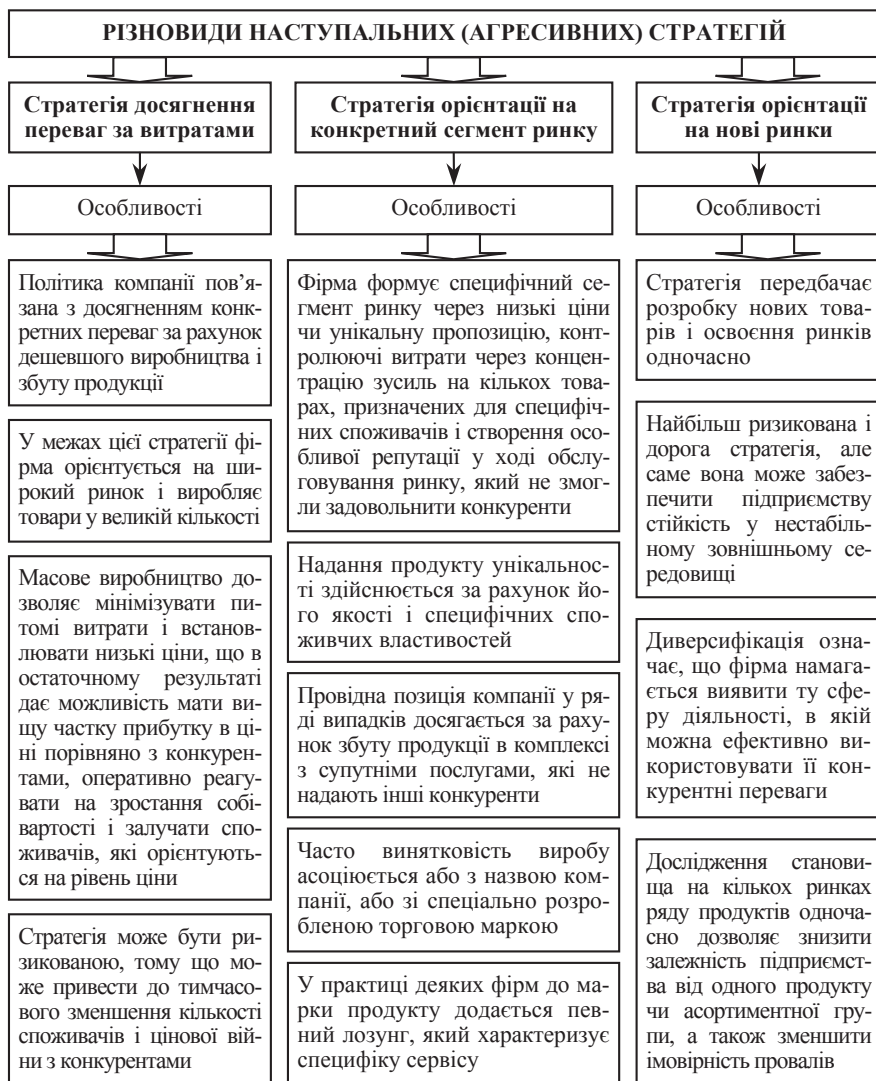 РІЗНОВИДИ НАСТУПАЛЬНИХ (АГРЕСИВНИХ) СТРАТЕГІЙ
Стратегія досягнення
переваг за витратами
Особливості
Політика компанії пов’я-
зана з досягненням конк-
ретних переваг за рахунок
дешевшого виробництва і
збуту продукції
У межах цієї стратегії фі-
рма орієнтується на ши-
рокий ринок і виробляє
товари у великій кількості
Масове виробництво до-
зволяє мінімізувати пи-
томі витрати і встанов-
лювати низькі ціни, що в
остаточному результаті
дає можливість мати ви-
щу частку прибутку в ці-
ні порівняно з конкурен-
тами, оперативно реагу-
вати на зростання собі-
вартості і залучати спо-
живачів, які орієнтують-
ся на рівень ціни
Стратегія може бути ри-
зикованою, тому що мо-
же привести до тимчасо-
вого зменшення кількості
споживачів і цінової вій-
ни з конкурентами
Стратегія орієнтації на
конкретний сегмент ринку
Особливості
Фірма формує специфічний се-
гмент ринку через низькі ціни
чи унікальну пропозицію, конт-
ролюючі витрати через концен-
трацію зусиль на кількох това-
рах, призначених для специфіч-
них споживачів і створення осо-
бливої репутації у ході обслу-
говування ринку, який не змог-
ли задовольнити конкуренти
Надання продукту унікальнос-
ті здійснюється за рахунок йо-
го якості і специфічних спо-
живчих властивостей
Провідна позиція компанії у ря-
ді випадків досягається за раху-
нок збуту продукції в комплексі
з супутніми послугами, які не
надають інші конкуренти
Часто винятковість виробу
асоціюється або з назвою ком-
панії, або зі спеціально розро-
бленою торговою маркою
У практиці деяких фірм до ма-
рки продукту додається пев-
ний лозунг, який характеризує
специфіку сервісу
Стратегія орієнтації
на нові ринки
Особливості
Стратегія передбачає
розробку нових това-
рів і освоєння ринків
одночасно
Найбільш ризикована і
дорога стратегія, але
саме вона може забез-
печити підприємству
стійкість у нестабіль-
ному зовнішньому се-
редовищі
Диверсифікація озна-
чає, що фірма намага-
ється виявити ту сфе-
ру діяльності, в якій
можна ефективно ви-
користовувати її кон-
курентні переваги
Дослідження станови-
ща на кількох ринках
ряду продуктів одноча-
сно дозволяє знизити
залежність підприємст-
ва від одного продукту
чи асортиментної гру-
пи, а також зменшити
імовірність провалів